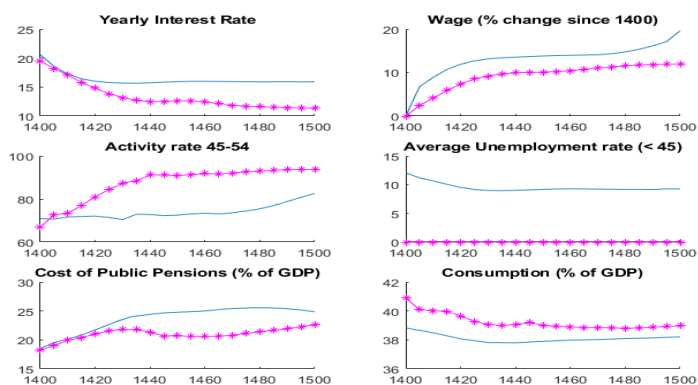 Yearly Interest Rate
25
20
15
10
1400 1420 1440 1460 1480 1500
Wage (% change since 1400)
20
10
0
1400 1420 1440 1460 1480 1500
Activity rate 45-54
100
80
60
1400 1420 1440 1460 1480 1500
Average Unemployment rate (< 45)
15
10
5
0
1400 1420 1440 1460 1480 1500
Cost of Public Pensions (% of GDP)
30
25
20
15
1400 1420 1440 1460 1480 1500
Consumption (% of GDP)
42
40
38
36
1400 1420 1440 1460 1480 1500